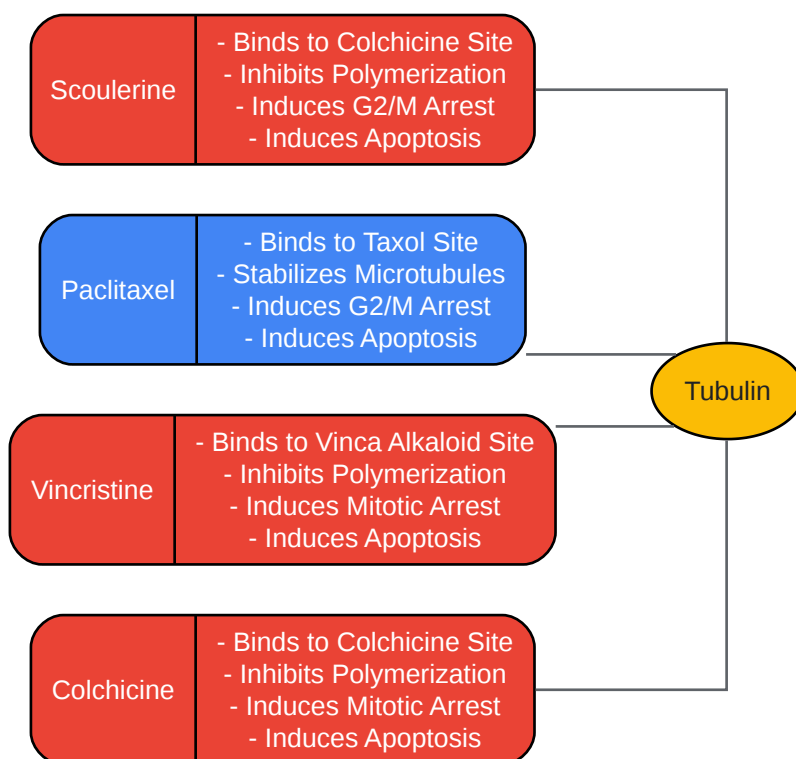 Scoulerine
- Binds to Colchicine Site
- Inhibits Polymerization
- Induces G2/M Arrest
- Induces Apoptosis
Paclitaxel
- Binds to Taxol Site
- Stabilizes Microtubules
- Induces G2/M Arrest
- Induces Apoptosis
Tubulin
Vincristine
- Binds to Vinca Alkaloid Site
- Inhibits Polymerization
- Induces Mitotic Arrest
- Induces Apoptosis
Colchicine
- Binds to Colchicine Site
- Inhibits Polymerization
- Induces Mitotic Arrest
- Induces Apoptosis